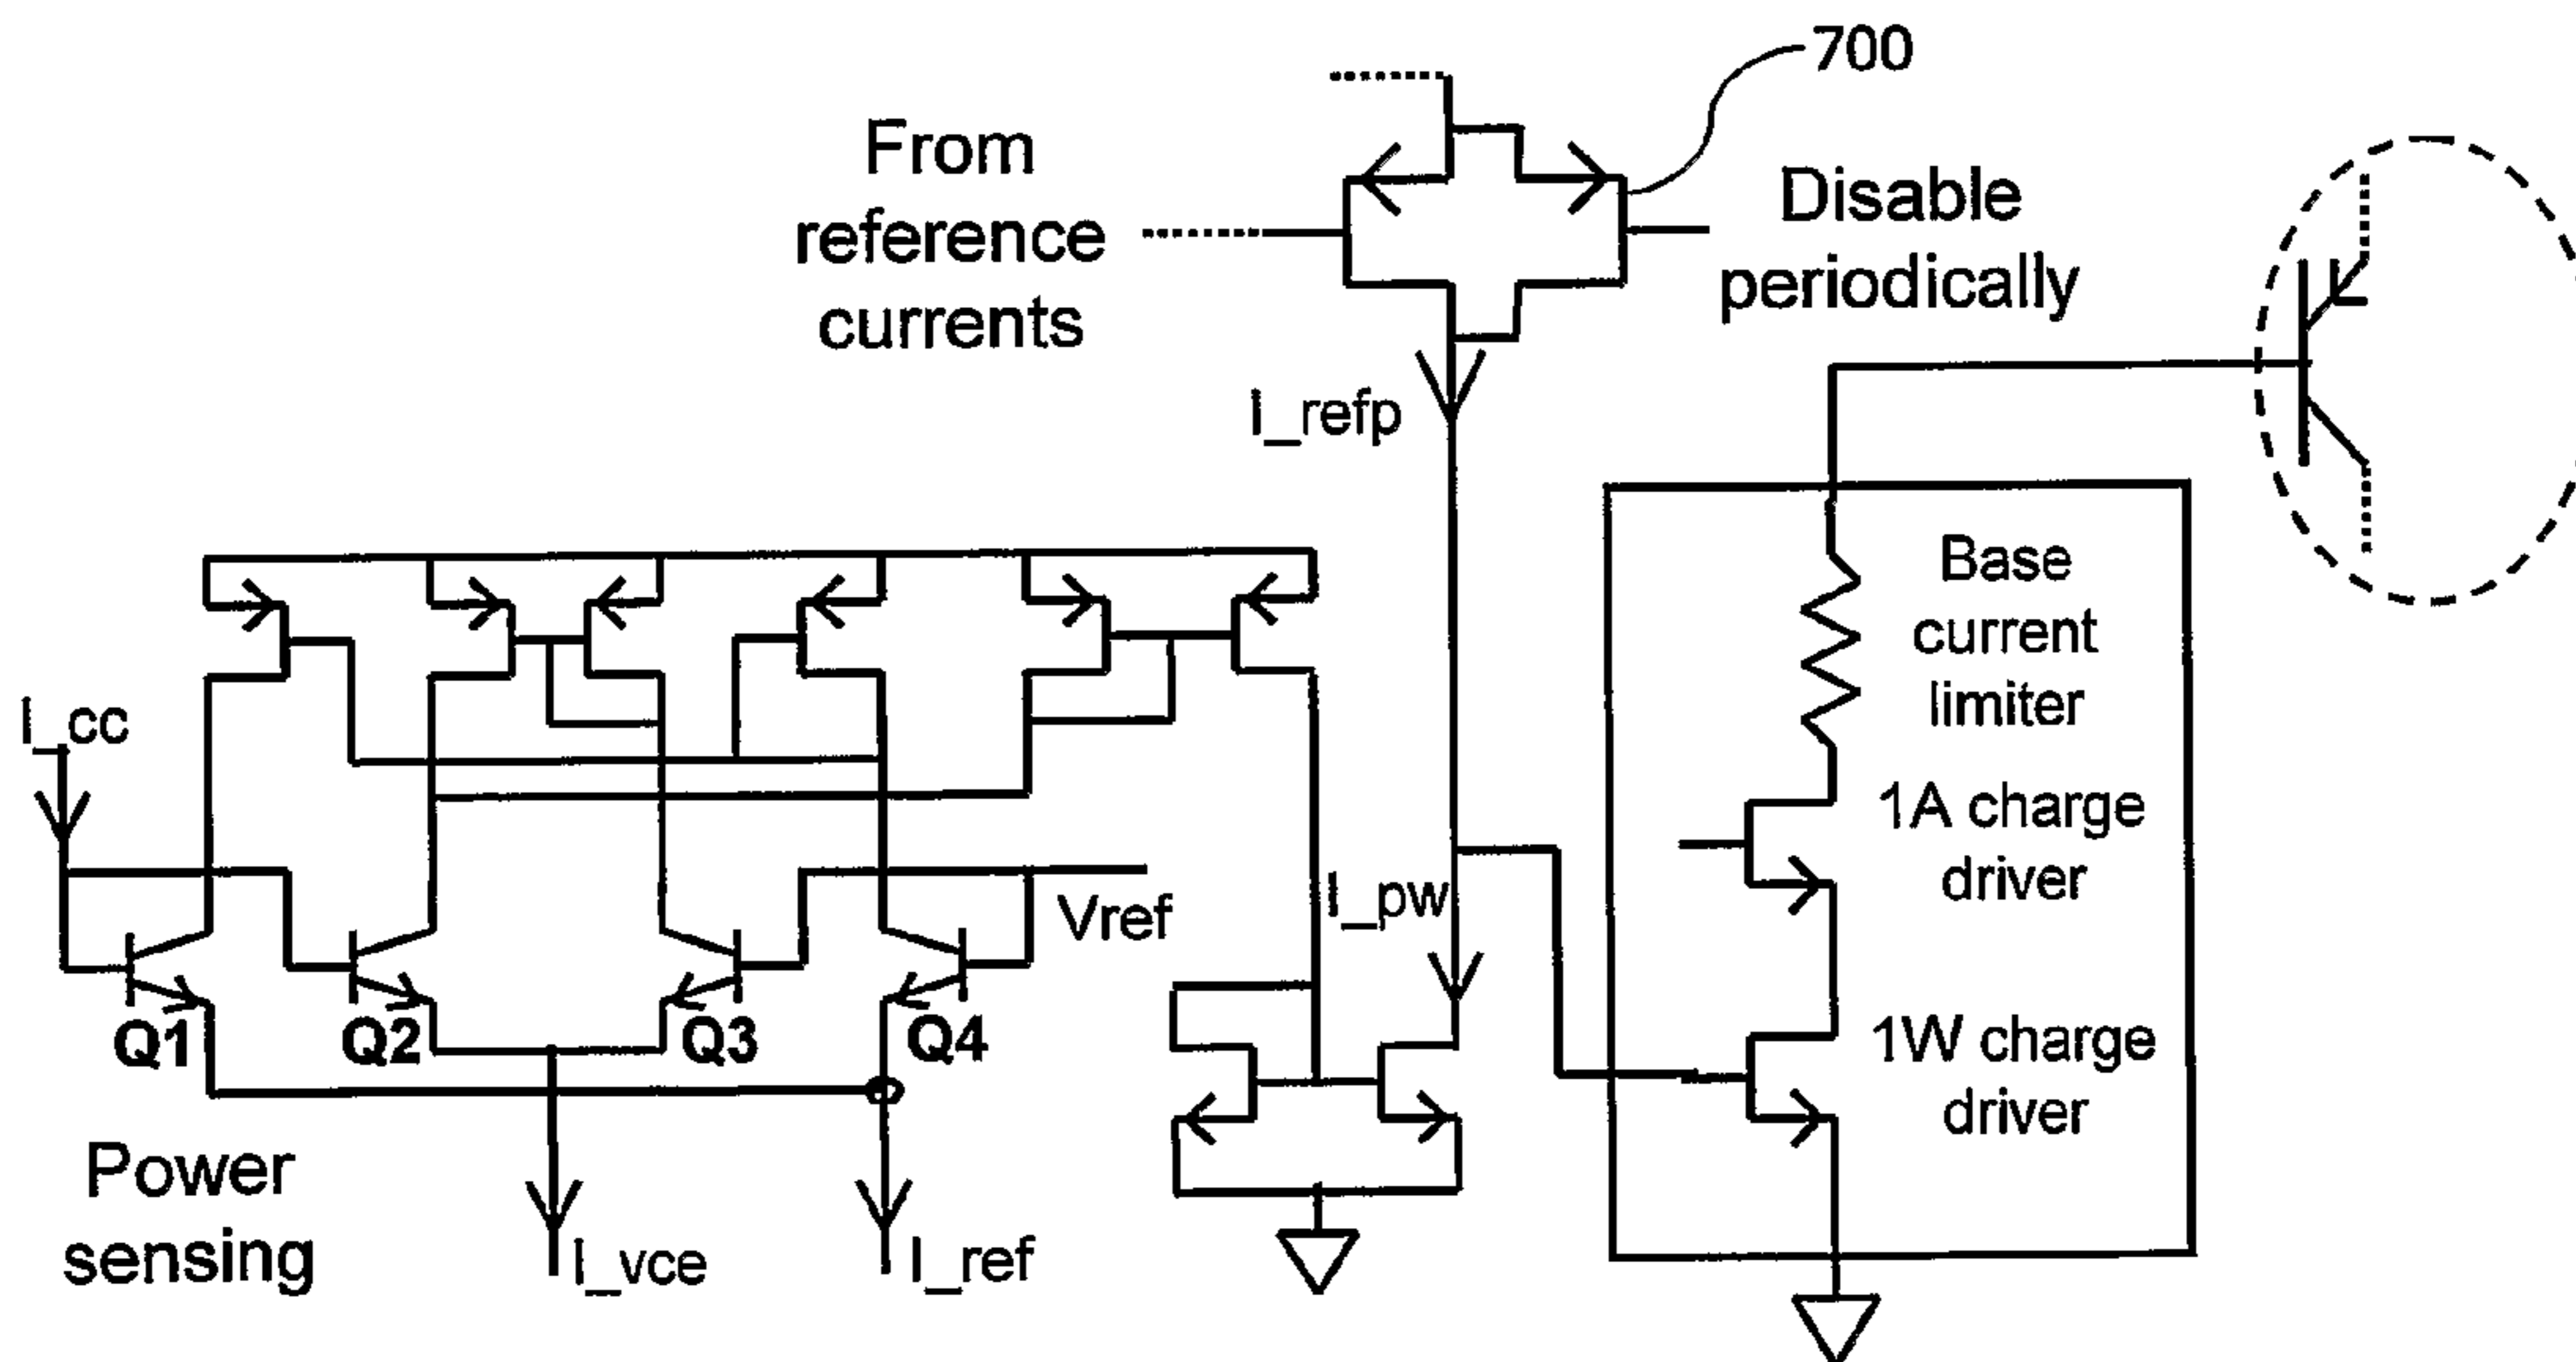 700
From
reference
currents
Disable
periodically
I_refp
Base
current
limiter
I_cc
1A charge
driver
I_pw
Vref
Q1
Q2
Q3
Q4
1W charge
driver
Power
sensing
I_vce
I_ref